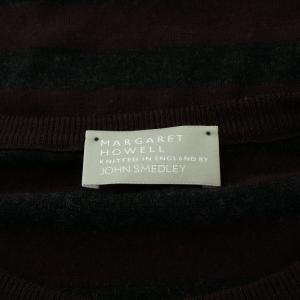 MARGARET
HOWELL
KNITTED IN ENGLAND BY
JOHN SMEDLEY